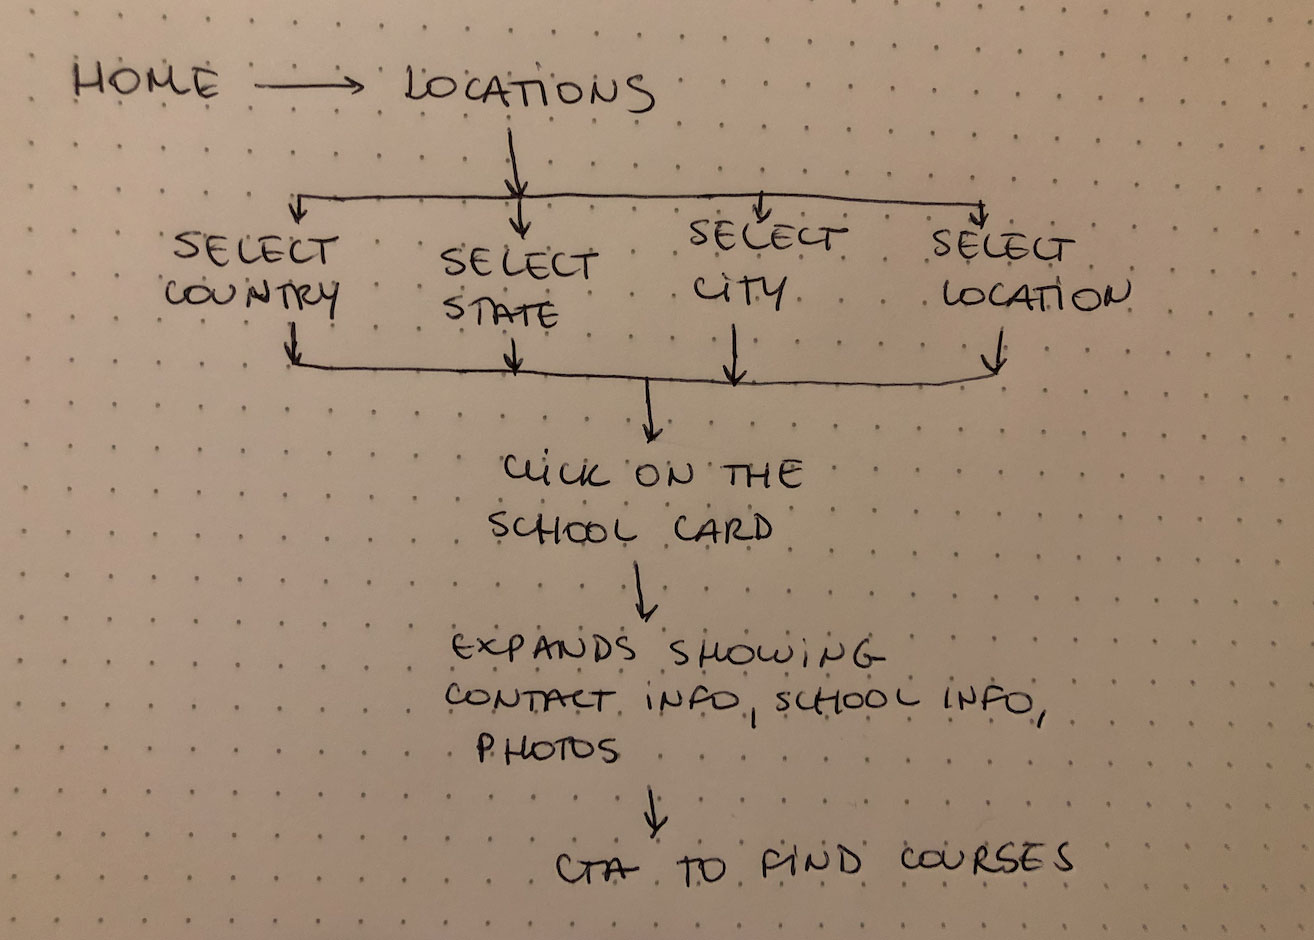 HOME → LOCATIONS
SELECT COUNTRY
SELECT STATE
SELECT CITY
SELECT LOCATION
CLICK ON THE
SCHOOL CARD
EXPANDS SHOWING
CONTACT INFO, SCHOOL INFO,
PHOTOS
CTA TO FIND COURSES